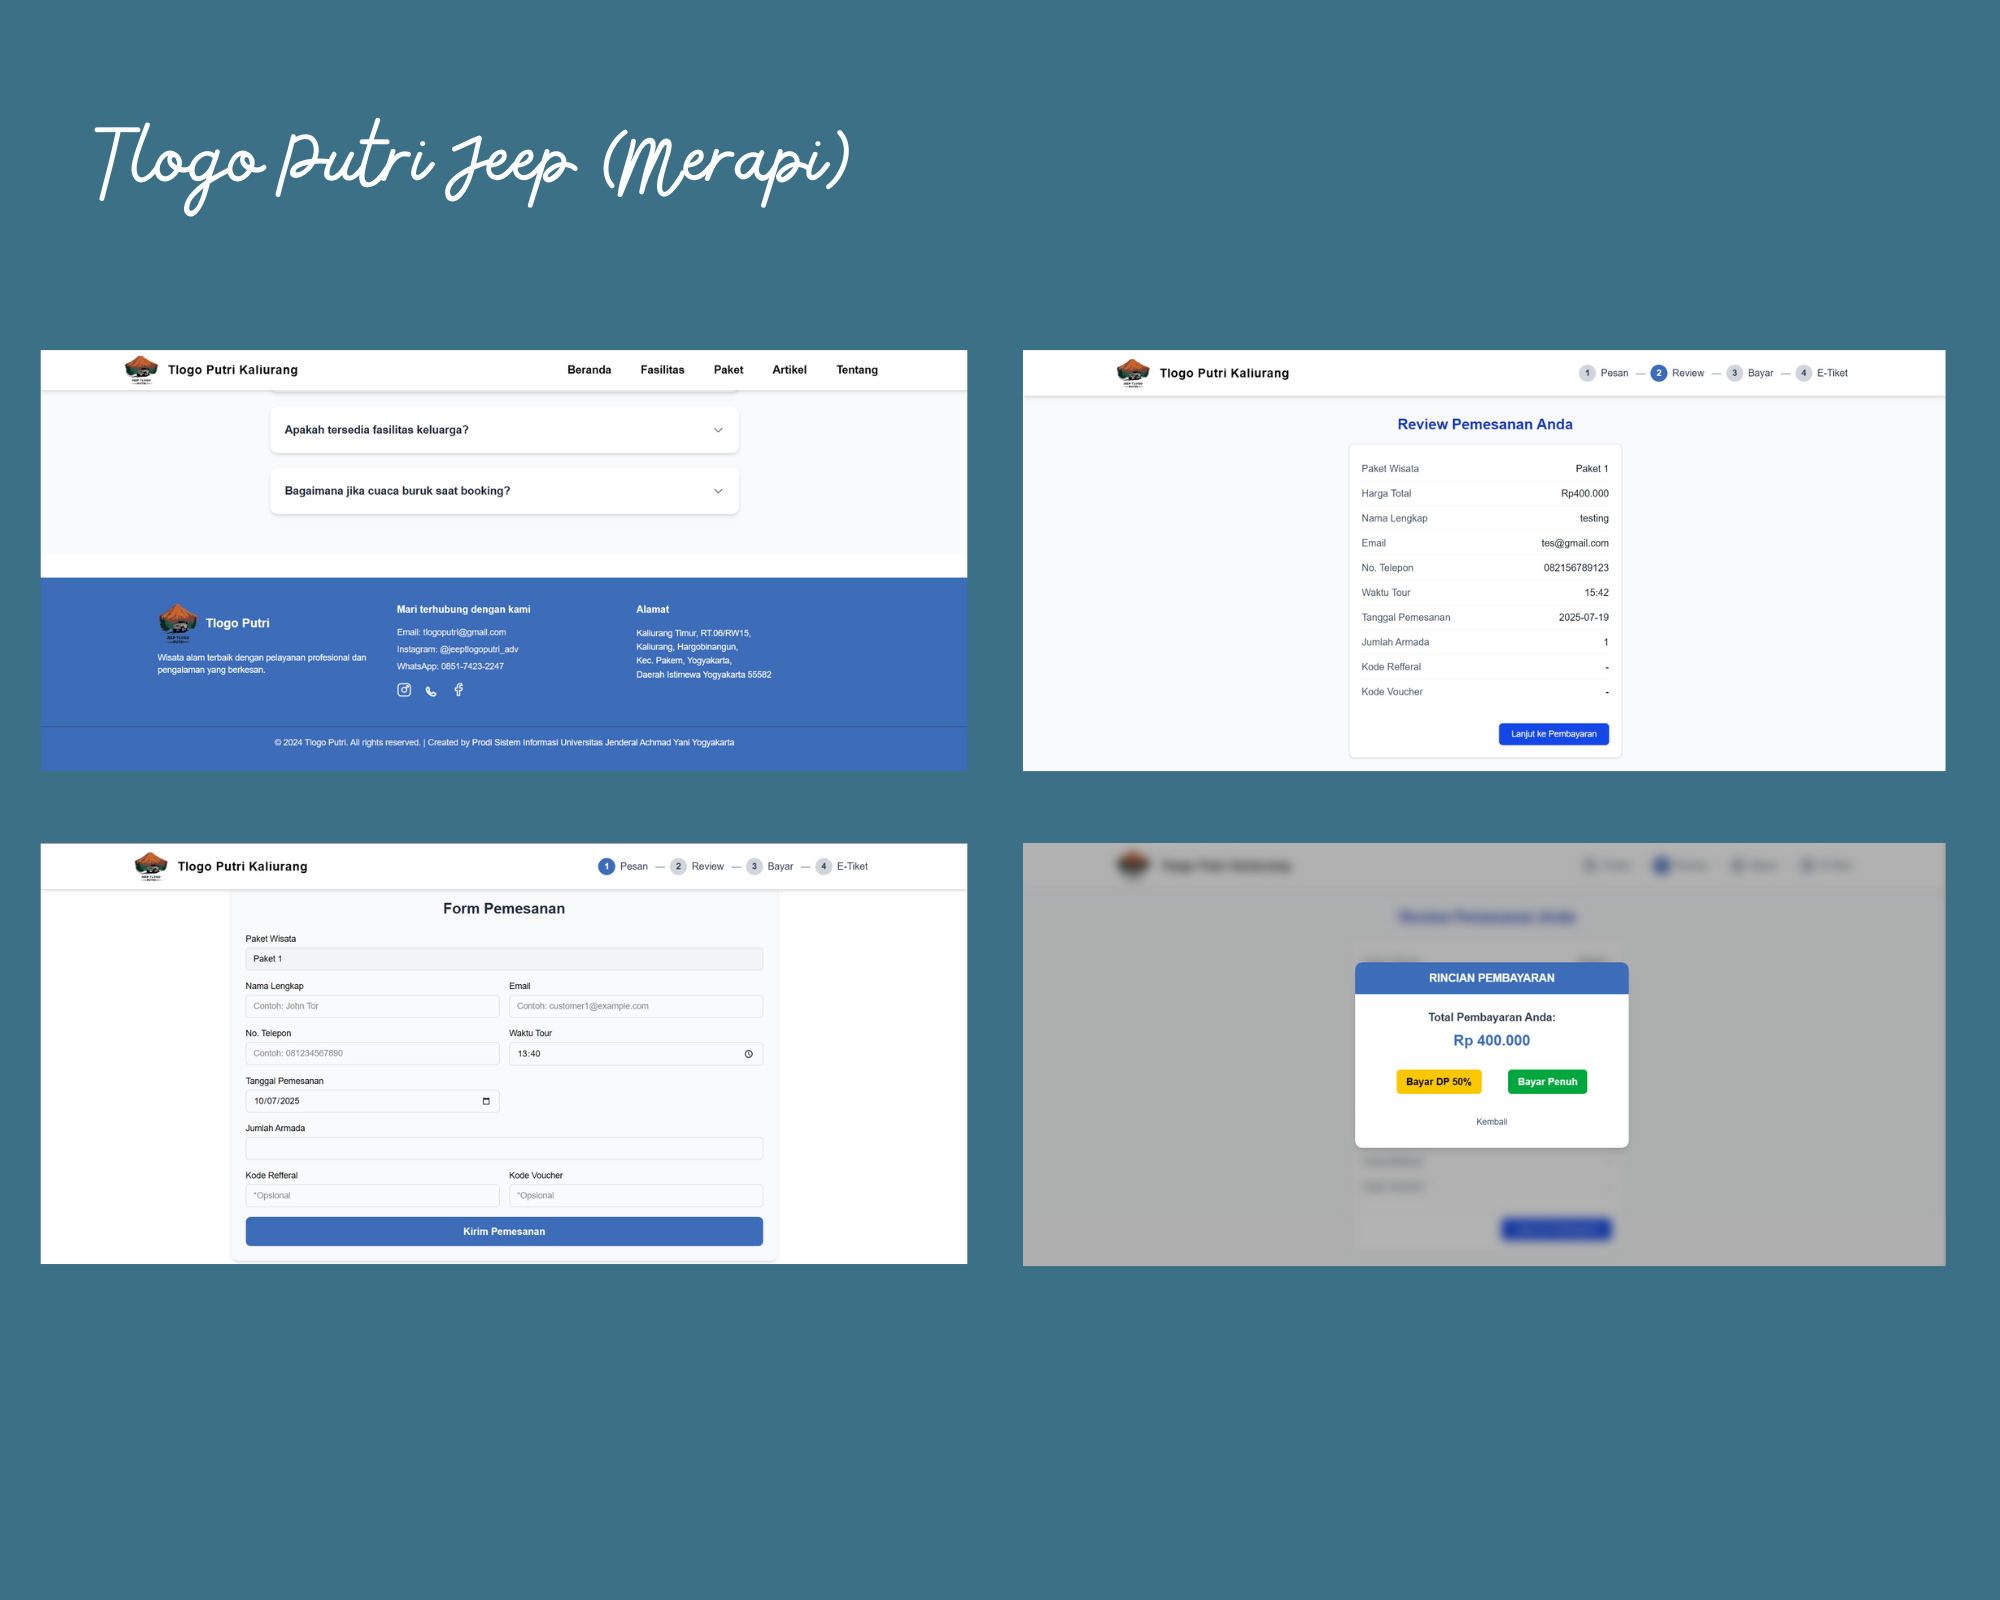 Tlogo Putri Jeep (Merapi)
Tlogo Putri Kaliurang
Beranda Fasilitas Paket Artikel Tentang
Apakah tersedia fasilitas keluarga?
Bagaimana jika cuaca buruk saat booking?
JEEP TLOGO PUTRI
Tlogo Putri
Wisata alam terbaik dengan pelayanan profesional dan
pengalaman yang berkesan.
Mari terhubung dengan kami
Email: tlogoputri@gmail.com
Instagram: @jeeptlogoputri_adv
WhatsApp: 0851-7423-2247
Alamat
Kaliurang Timur, RT.06/RW15,
Kaliurang, Hargobinangun,
Kec. Pakem, Yogyakarta,
Daerah Istimewa Yogyakarta 55582
© 2024 Tlogo Putri. All rights reserved. | Created by Prodi Sistem Informasi Universitas Jenderal Achmad Yani Yogyakarta
Tlogo Putri Kaliurang
1 Pesan — 2 Review — 3 Bayar — 4 E-Tiket
Review Pemesanan Anda
Paket Wisata Paket 1
Harga Total Rp400.000
Nama Lengkap testing
Email tes@gmail.com
No. Telepon 082156789123
Waktu Tour 15:42
Tanggal Pemesanan 2025-07-19
Jumlah Armada 1
Kode Refferal -
Kode Voucher -
Lanjut ke Pembayaran
Tlogo Putri Kaliurang
1 Pesan — 2 Review — 3 Bayar — 4 E-Tiket
Form Pemesanan
Paket Wisata
Paket 1
Nama Lengkap Email
Contoh: John Tor Contoh: customer1@example.com
No. Telepon Waktu Tour
Contoh: 081234567890 13:40
Tanggal Pemesanan
10/07/2025
Jumlah Armada
Kode Refferal Kode Voucher
*Opsional *Opsional
Kirim Pemesanan
RINCIAN PEMBAYARAN
Total Pembayaran Anda:
Rp 400.000
Bayar DP 50% Bayar Penuh
Kembali